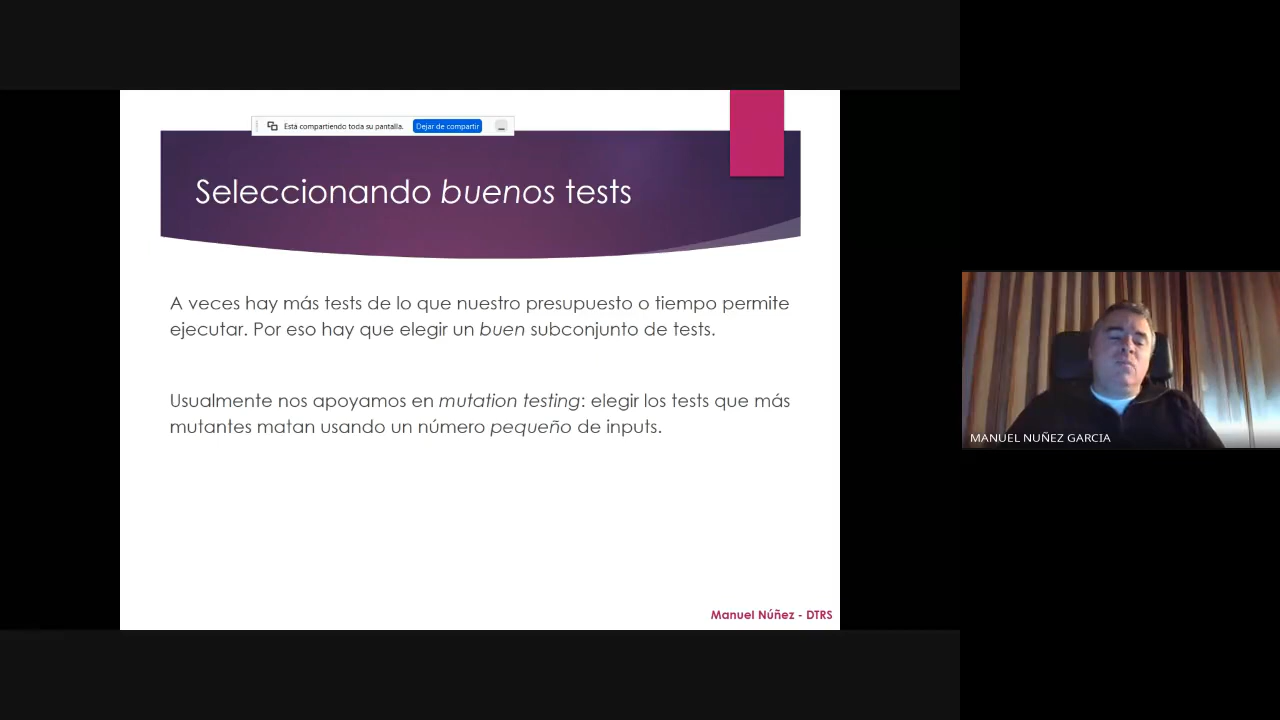 Está compartiendo toda su pantalla. Dejar de compartir
Seleccionando buenos tests
A veces hay más tests de lo que nuestro presupuesto o tiempo permite
ejecutar. Por eso hay que elegir un buen subconjunto de tests.
Usualmente nos apoyamos en mutation testing: elegir los tests que más
mutantes matan usando un número pequeño de inputs.
MANUEL NUÑEZ GARCIA
Manuel Núñez - DTRS